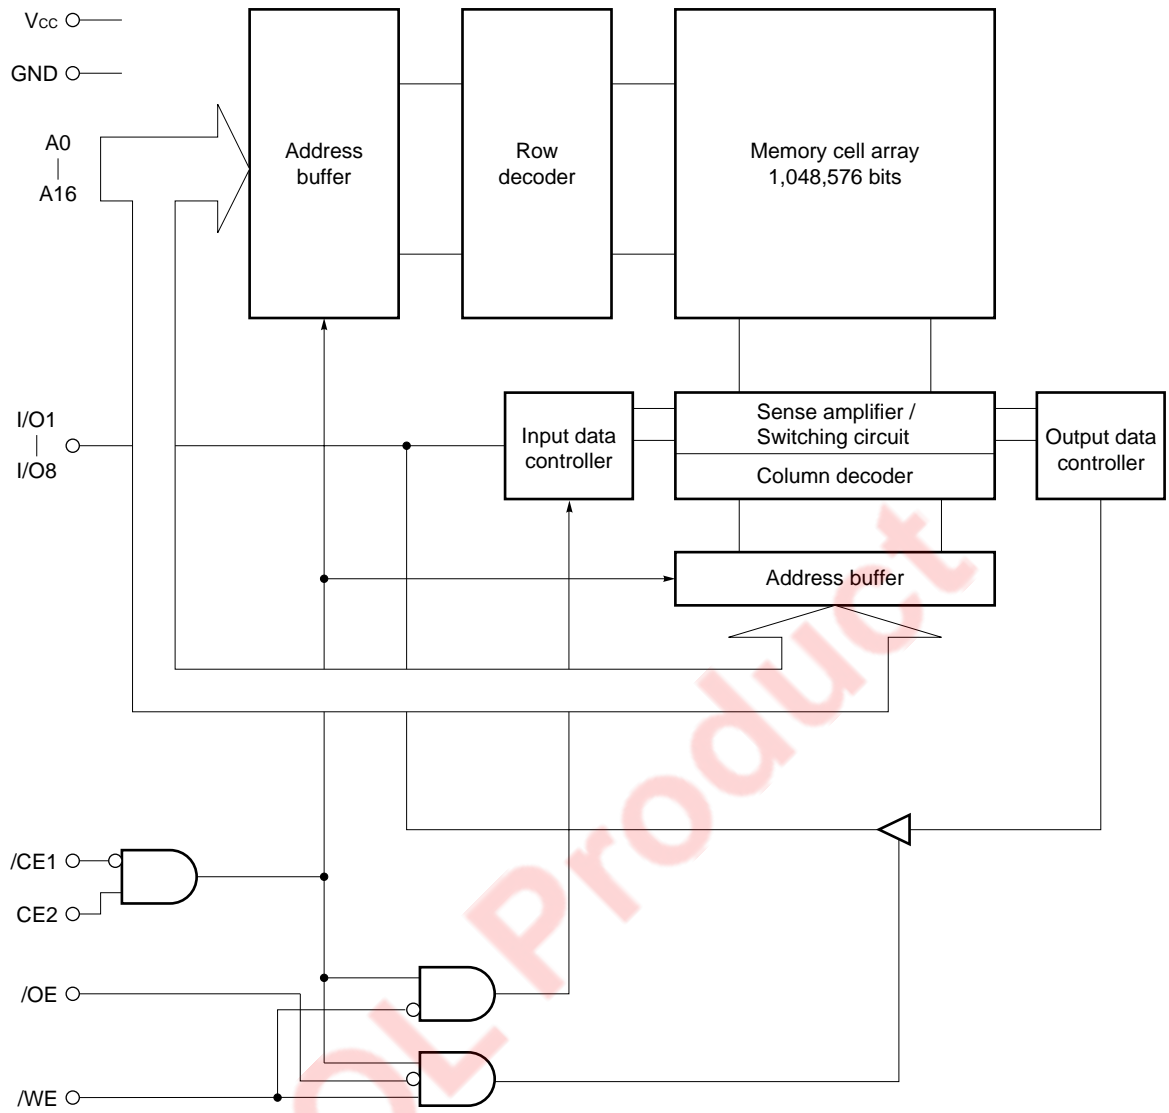 Vcc
GND
A0
A16
Address
buffer
Row
decoder
Memory cell array
1,048,576 bits
I/O1
I/O8
Input data
controller
Sense amplifier /
Switching circuit
Column decoder
Output data
controller
Address buffer
/CE1
CE2
/OE
/WE
OL Product